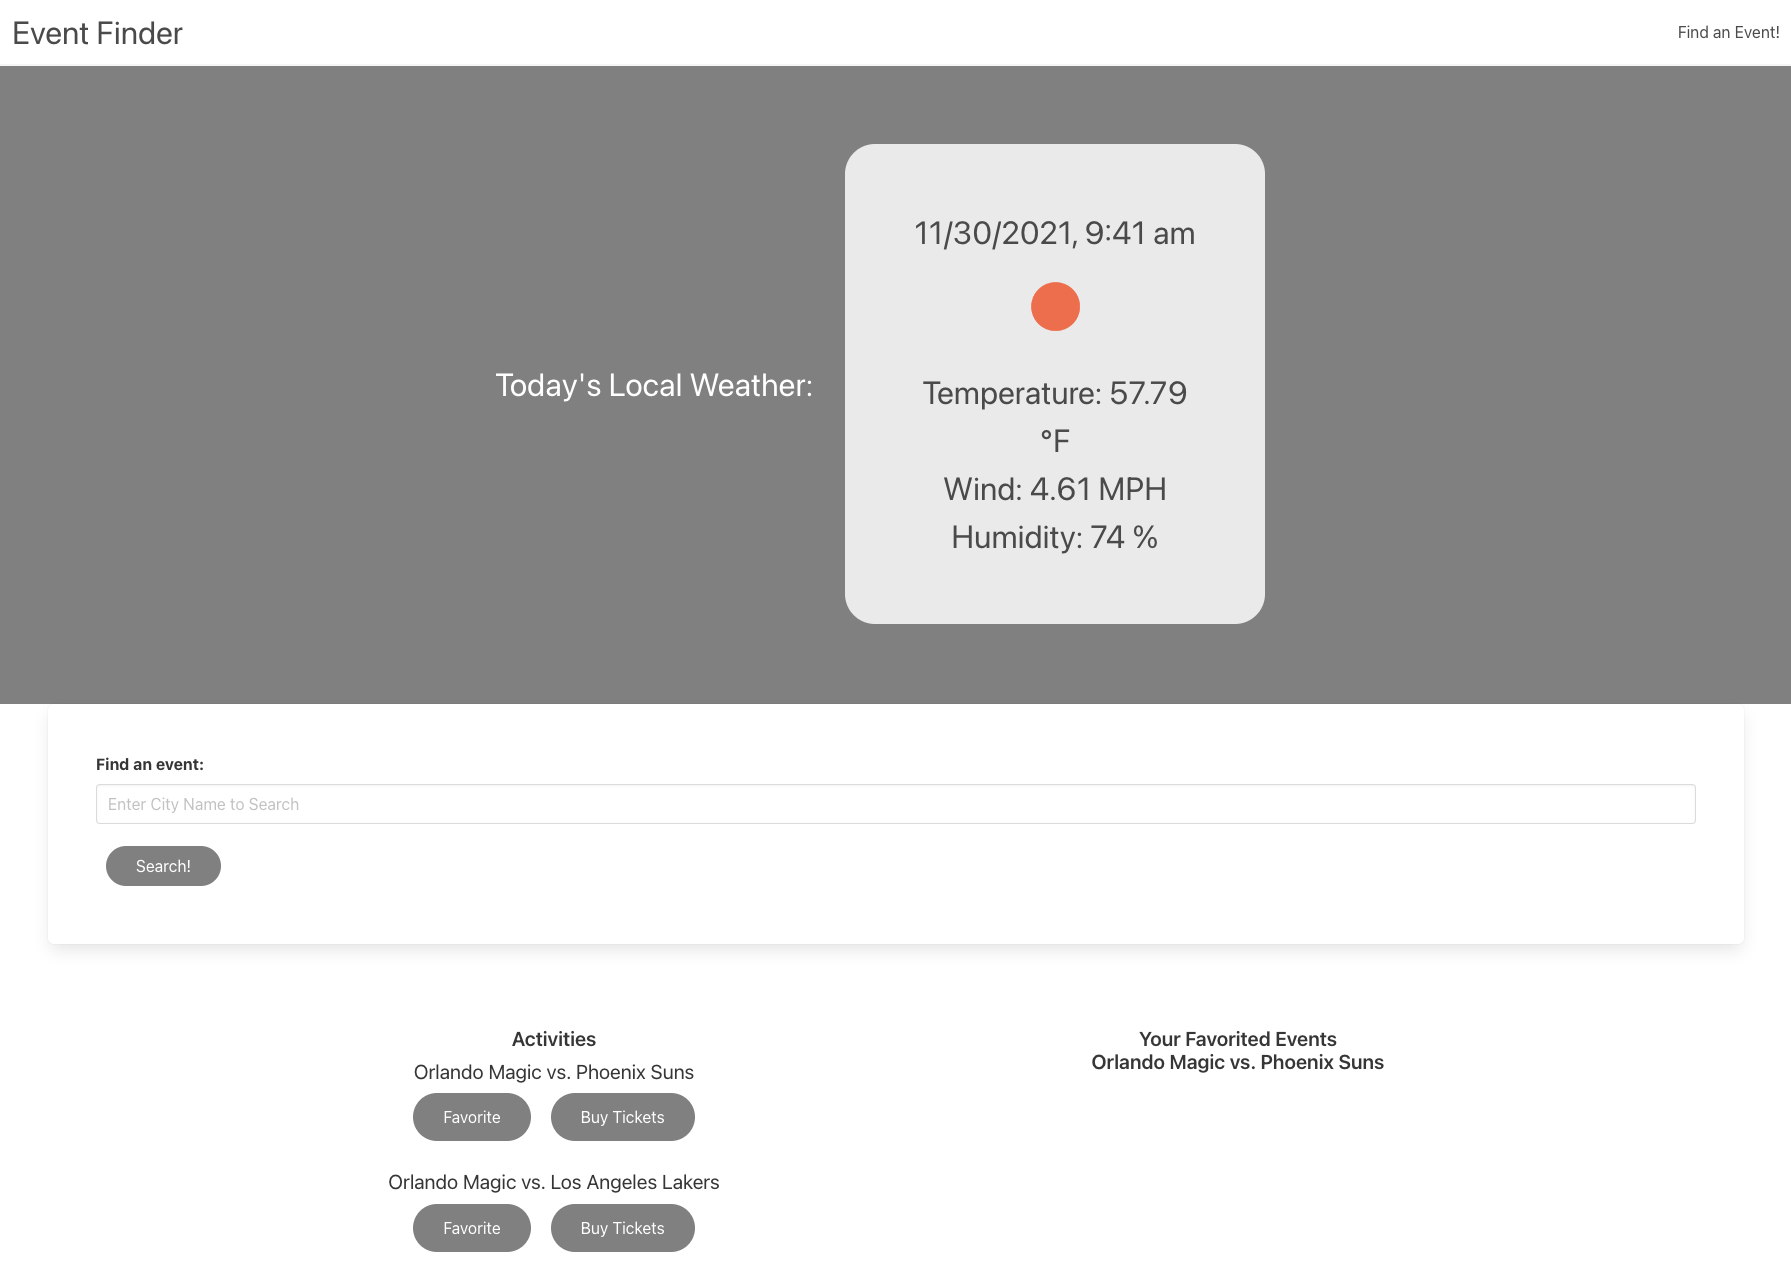 Event Finder
Find an Event!
Today's Local Weather:
11/30/2021, 9:41 am
Temperature: 57.79
°F
Wind: 4.61 MPH
Humidity: 74 %
Find an event:
Enter City Name to Search
Search!
Activities
Orlando Magic vs. Phoenix Suns
Favorite
Buy Tickets
Orlando Magic vs. Los Angeles Lakers
Favorite
Buy Tickets
Your Favorited Events
Orlando Magic vs. Phoenix Suns